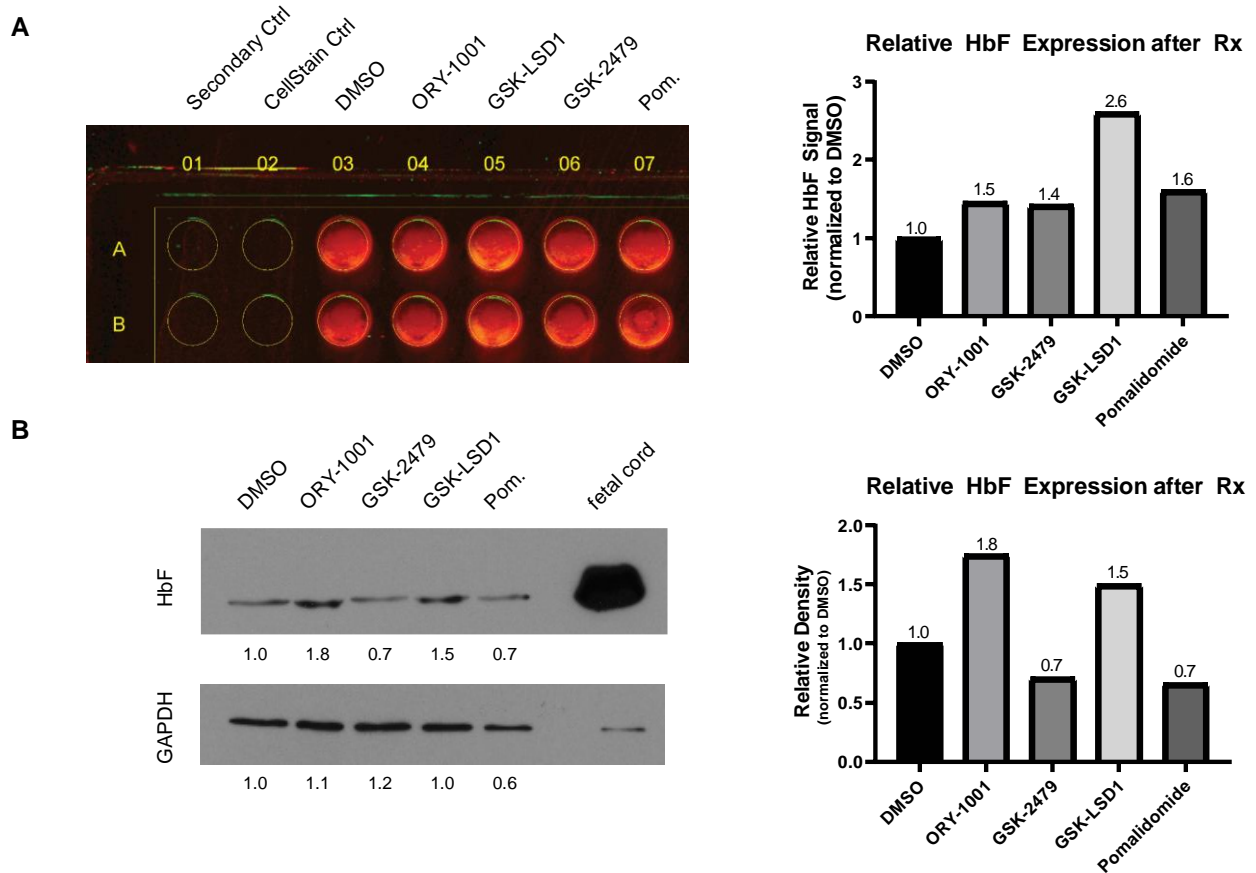 A
Secondary Ctrl
CellStain Ctrl
DMSO
ORY-1001
GSK-LSD1
GSK-2479
Pom.
01 02 03 04 05 06 07
A
B
Relative HbF Expression after Rx
Relative HbF Signal
(normalized to DMSO)
3
2
1
0
1.0
1.5
1.4
2.6
1.6
DMSO
ORY-1001
GSK-2479
GSK-LSD1
Pomalidomide
B
DMSO
ORY-1001
GSK-2479
GSK-LSD1
Pom.
fetal cord
HbF
1.0 1.8 0.7 1.5 0.7
GAPDH
1.0 1.1 1.2 1.0 0.6
Relative HbF Expression after Rx
Relative Density
(normalized to DMSO)
2.0
1.5
1.0
0.5
0.0
1.0
1.8
0.7
1.5
0.7
DMSO
ORY-1001
GSK-2479
GSK-LSD1
Pomalidomide